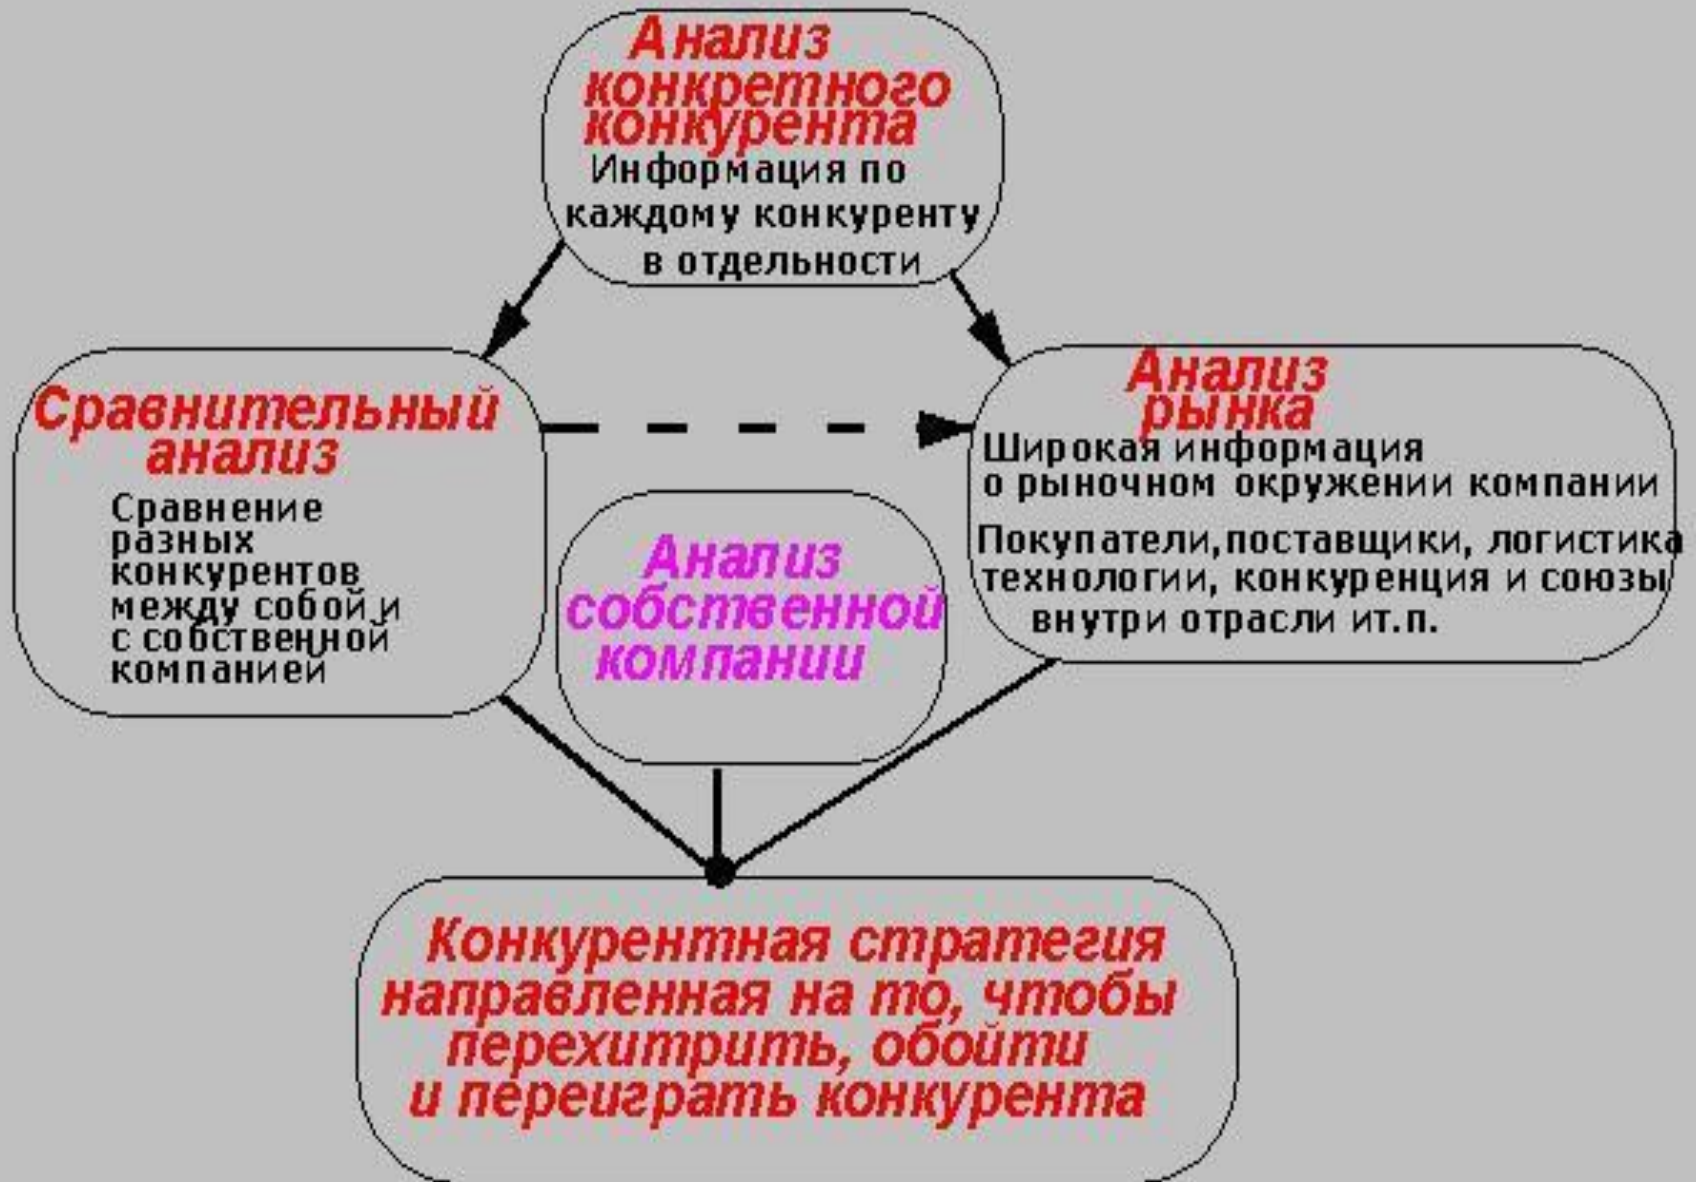 Анализ
конкретного
конкурента
Информация по
каждому конкуренту
в отдельности
Сравнительный
анализ
Сравнение
разных
конкурентов
между собой и
с собственной
компанией
Анализ
рынка
Широкая информация
о рыночном окружении компании
Покупатели, поставщики, логистика
технологии, конкуренция и союзы
внутри отрасли ит.п.
Анализ
собственной
компании
Конкурентная стратегия
направленная на то, чтобы
перехитрить, обойти
и переиграть конкурента